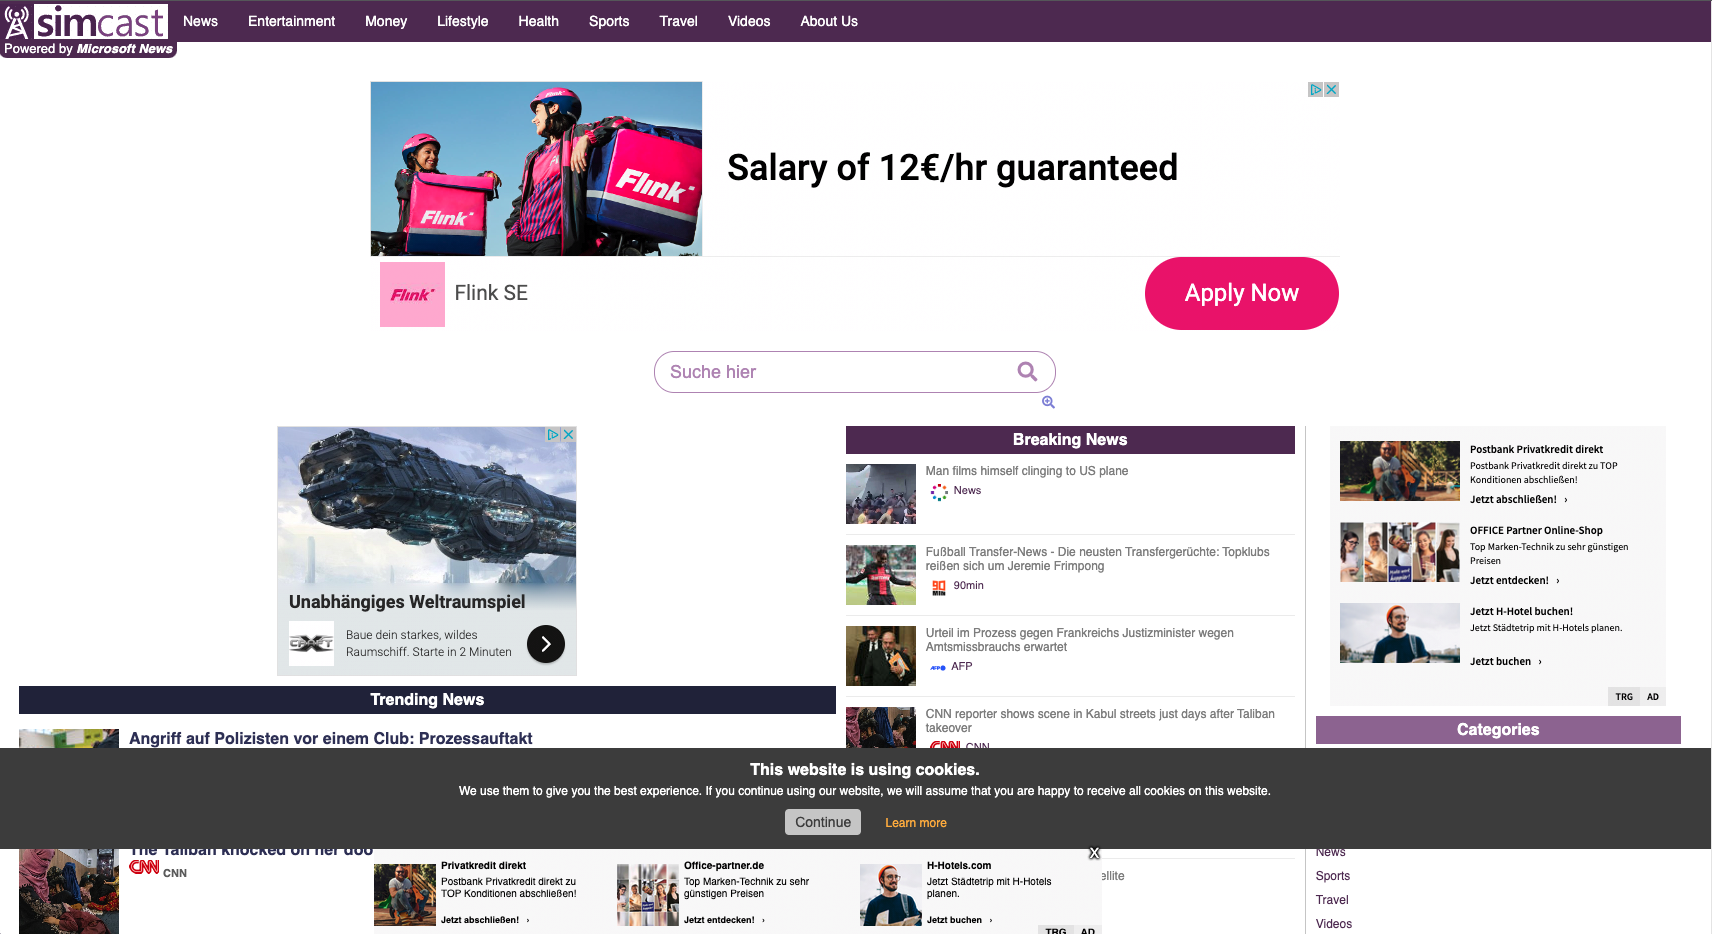 simcast
Powered by Microsoft News
News
Entertainment
Money
Lifestyle
Health
Sports
Travel
Videos
About Us
Flink
Flink
Flink
Salary of 12€/hr guaranteed
Flink
Flink SE
Apply Now
Suche hier
Unabhängiges Weltraumspiel
Baue dein starkes, wildes
Raumschiff. Starte in 2 Minuten
Trending News
Angriff auf Polizisten vor einem Club: Prozessauftakt
Breaking News
Man films himself clinging to US plane
News
Fußball Transfer-News - Die neusten Transfergerüchte: Topklubs
reißen sich um Jeremie Frimpong
90min
Urteil im Prozess gegen Frankreichs Justizminister wegen
Amtsmissbrauchs erwartet
AFP
CNN reporter shows scene in Kabul streets just days after Taliban
takeover
CNN CNN
Postbank Privatkredit direkt
Postbank Privatkredit direkt zu TOP
Konditionen abschließen!
Jetzt abschließen! ›
OFFICE Partner Online-Shop
Top Marken-Technik zu sehr günstigen
Preisen
Jetzt entdecken! ›
Jetzt H-Hotel buchen!
Jetzt Städtetrip mit H-Hotels planen.
Jetzt buchen ›
TRG AD
Categories
This website is using cookies.
We use them to give you the best experience. If you continue using our website, we will assume that you are happy to receive all cookies on this website.
Continue
Learn more
The Taliban knocked on her doo
CNN CNN
X
Privatkredit direkt
Postbank Privatkredit direkt zu
TOP Konditionen abschließen!
Jetzt abschließen! ›
Office-partner.de
Top Marken-Technik zu sehr
günstigen Preisen
Jetzt entdecken! ›
H-Hotels.com
Jetzt Städtetrip mit H-Hotels
planen.
Jetzt buchen ›
TRG AD
ellite
News
Sports
Travel
Videos